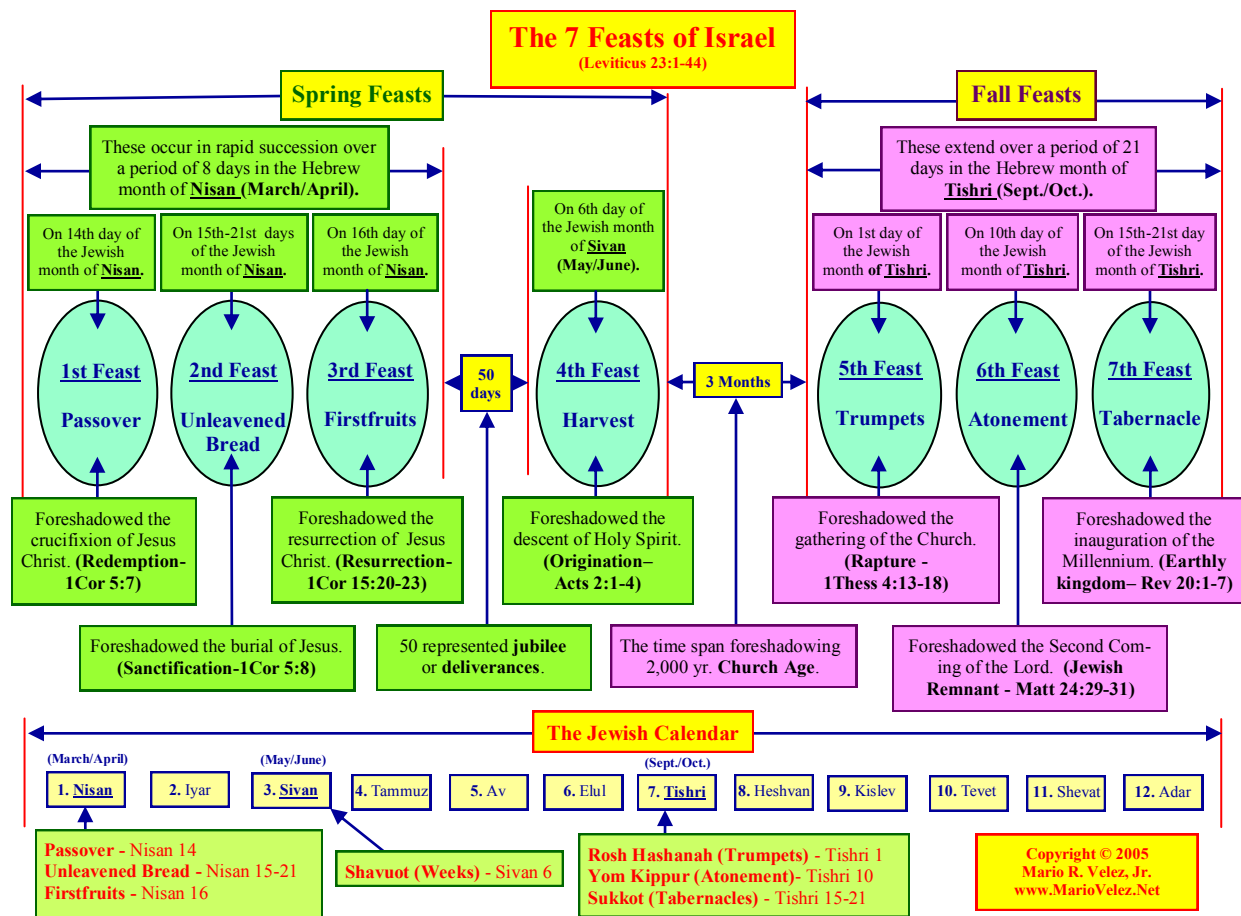 The 7 Feasts of Israel
(Leviticus 23:1-44)
Spring Feasts
Fall Feasts
These occur in rapid succession over
a period of 8 days in the Hebrew
month of Nisan (March/April).
These extend over a period of 21
days in the Hebrew month of
Tishri (Sept./Oct.).
On 14th day of
the Jewish
month of Nisan.
On 15th-21st days
of the Jewish
month of Nisan.
On 16th day of
the Jewish
month of Nisan.
On 6th day of
the Jewish month
of Sivan
(May/June).
On 1st day of
the Jewish
month of Tishri.
On 10th day of
the Jewish
month of Tishri.
On 15th-21st day
of the Jewish
month of Tishri.
1st Feast
Passover
2nd Feast
Unleavened
Bread
3rd Feast
Firstfruits
50
days
4th Feast
Harvest
3 Months
5th Feast
Trumpets
6th Feast
Atonement
7th Feast
Tabernacle
Foreshadowed the
crucifixion of Jesus
Christ. (Redemption-
1Cor 5:7)
Foreshadowed the
resurrection of Jesus
Christ. (Resurrection-
1Cor 15:20-23)
Foreshadowed the
descent of Holy Spirit.
(Origination–
Acts 2:1-4)
Foreshadowed the
gathering of the Church.
(Rapture -
1Thess 4:13-18)
Foreshadowed the
inauguration of the
Millennium. (Earthly
kingdom– Rev 20:1-7)
Foreshadowed the burial of Jesus.
(Sanctification-1Cor 5:8)
50 represented jubilee
or deliverances.
The time span foreshadowing
2,000 yr. Church Age.
Foreshadowed the Second Com-
ing of the Lord. (Jewish
Remnant - Matt 24:29-31)
The Jewish Calendar
(March/April)
(May/June)
(Sept./Oct.)
1. Nisan
2. Iyar
3. Sivan
4. Tammuz
5. Av
6. Elul
7. Tishri
8. Heshvan
9. Kislev
10. Tevet
11. Shevat
12. Adar
Passover - Nisan 14
Unleavened Bread - Nisan 15-21
Firstfruits - Nisan 16
Shavuot (Weeks) - Sivan 6
Rosh Hashanah (Trumpets) - Tishri 1
Yom Kippur (Atonement)- Tishri 10
Sukkot (Tabernacles) - Tishri 15-21
Copyright © 2005
Mario R. Velez, Jr.
www.MarioVelez.Net